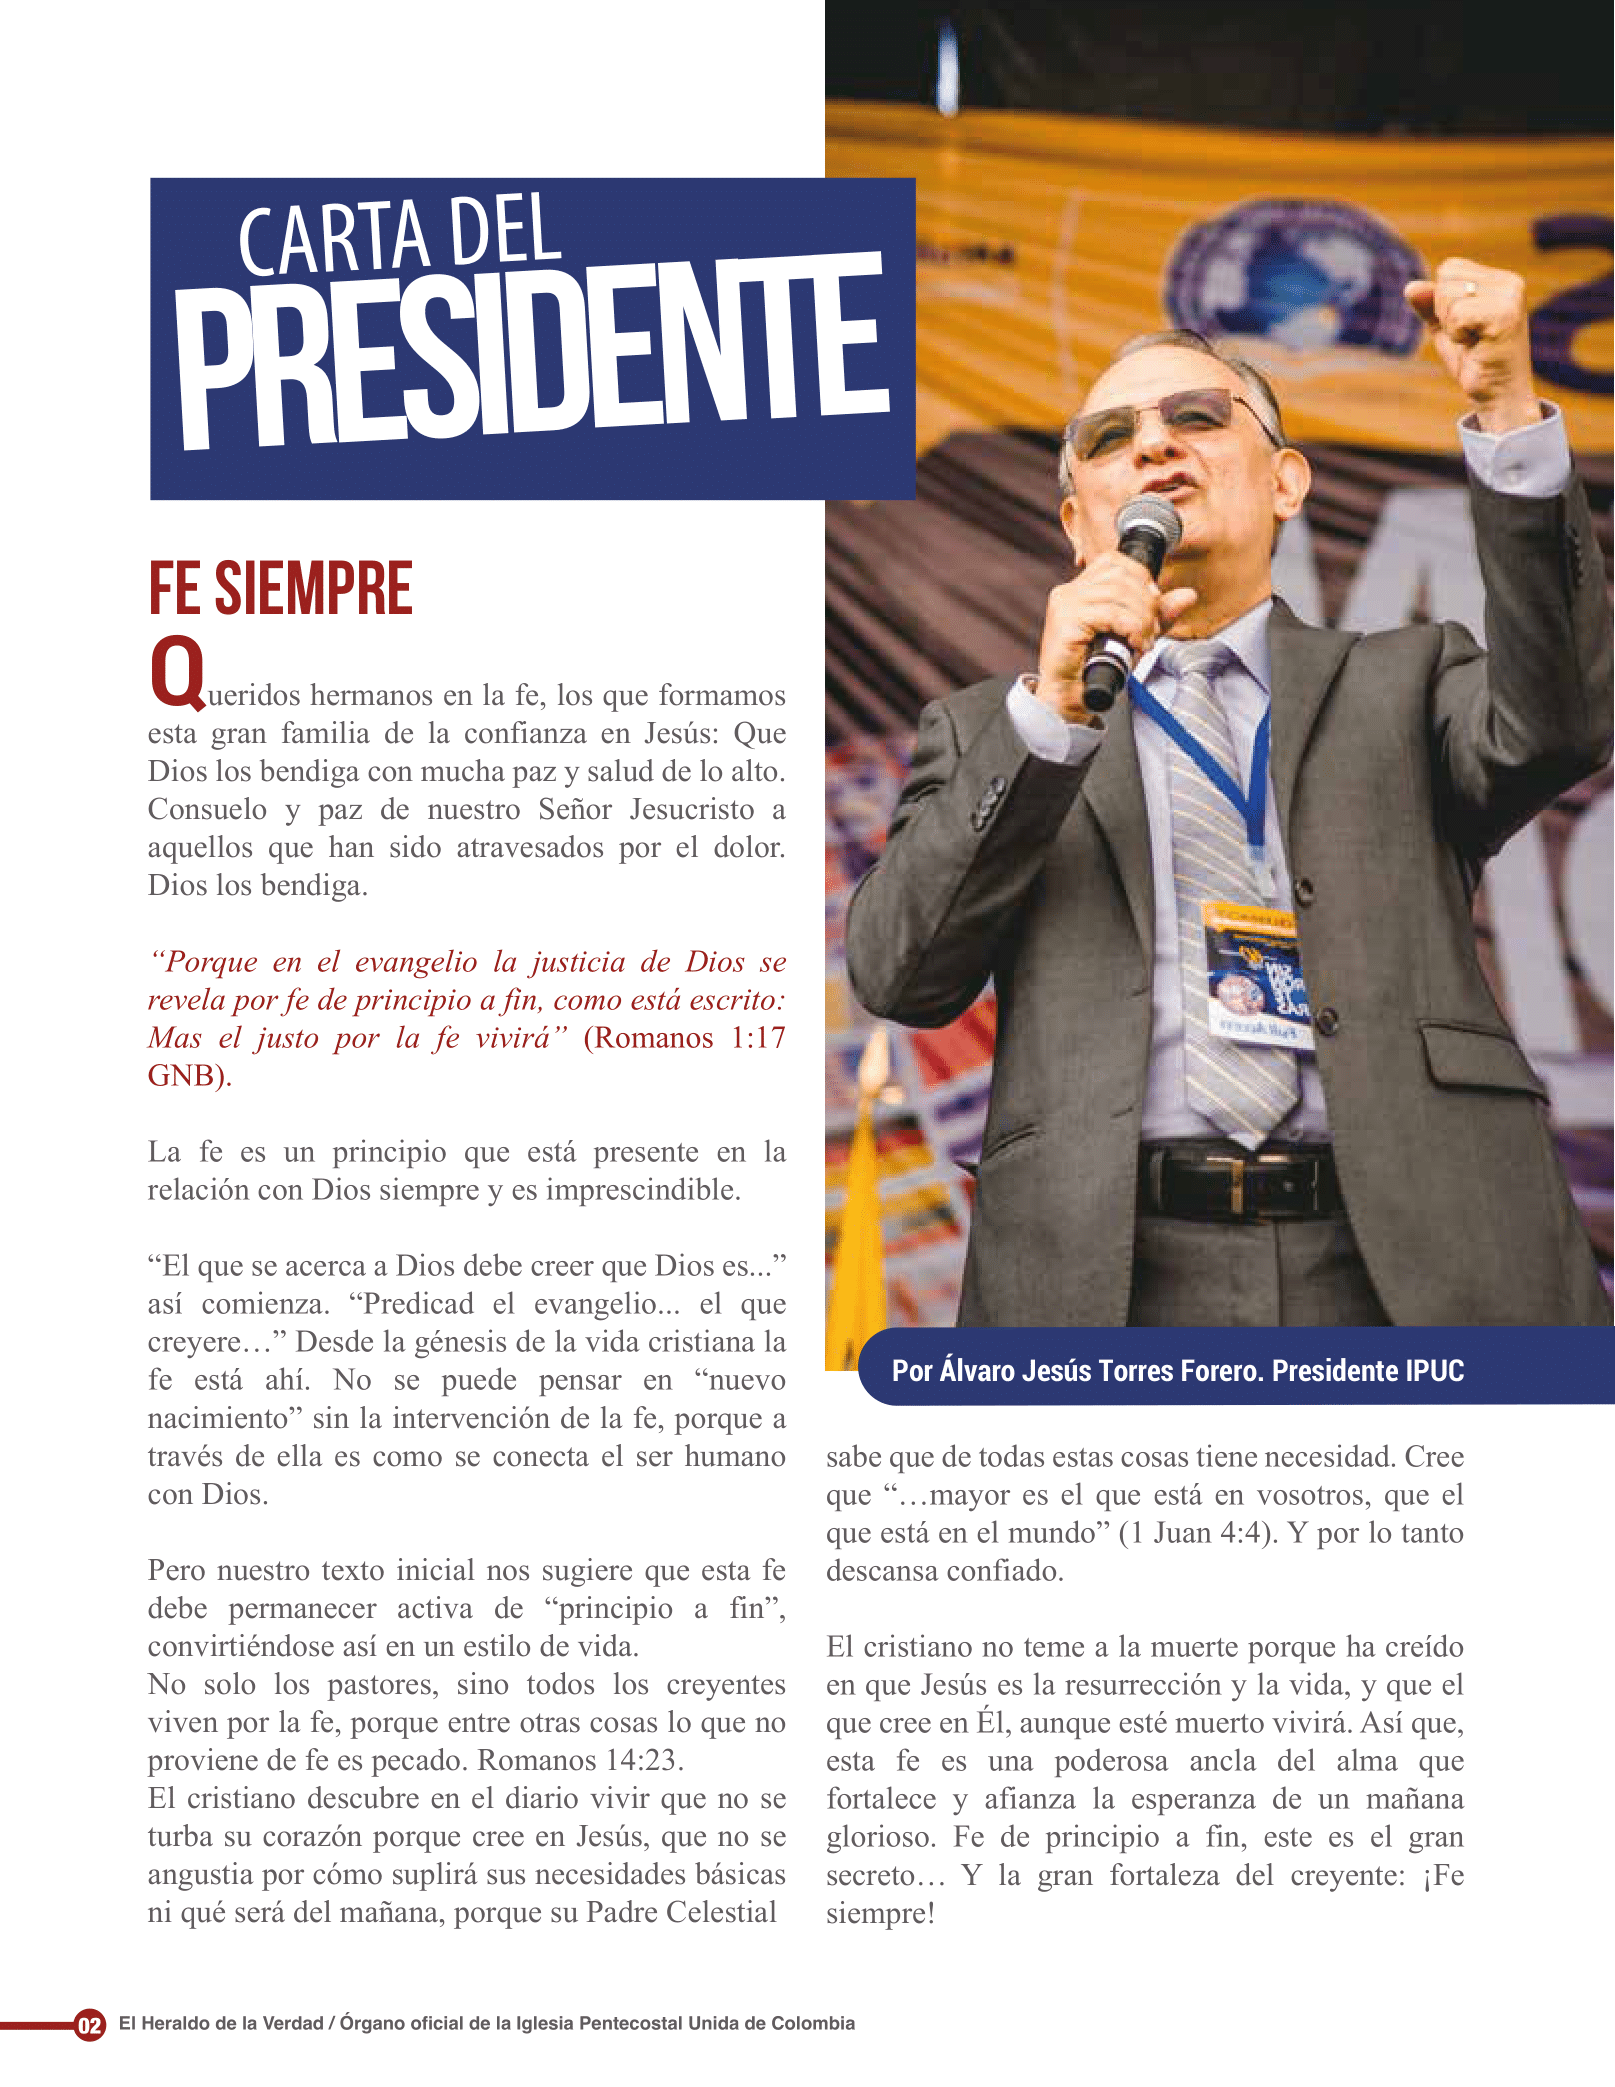 CARTA DEL
PRESIDENTE
FE SIEMPRE
Queridos hermanos en la fe, los que formamos
esta gran familia de la confianza en Jesús: Que
Dios los bendiga con mucha paz y salud de lo alto.
Consuelo y paz de nuestro Señor Jesucristo a
aquellos que han sido atravesados por el dolor.
Dios los bendiga.
“Porque en el evangelio la justicia de Dios se
revela por fe de principio a fin, como está escrito:
Mas el justo por la fe vivirá” (Romanos 1:17
GNB).
La fe es un principio que está presente en la
relación con Dios siempre y es imprescindible.
“El que se acerca a Dios debe creer que Dios es...”
así comienza. “Predicad el evangelio... el que
creyere…” Desde la génesis de la vida cristiana la
fe está ahí. No se puede pensar en “nuevo
nacimiento” sin la intervención de la fe, porque a
través de ella es como se conecta el ser humano
con Dios.
Pero nuestro texto inicial nos sugiere que esta fe
debe permanecer activa de “principio a fin”,
convirtiéndose así en un estilo de vida.
No solo los pastores, sino todos los creyentes
viven por la fe, porque entre otras cosas lo que no
proviene de fe es pecado. Romanos 14:23.
El cristiano descubre en el diario vivir que no se
turba su corazón porque cree en Jesús, que no se
angustia por cómo suplirá sus necesidades básicas
ni qué será del mañana, porque su Padre Celestial
Por Álvaro Jesús Torres Forero. Presidente IPUC
sabe que de todas estas cosas tiene necesidad. Cree
que “…mayor es el que está en vosotros, que el
que está en el mundo” (1 Juan 4:4). Y por lo tanto
descansa confiado.
El cristiano no teme a la muerte porque ha creído
en que Jesús es la resurrección y la vida, y que el
que cree en Él, aunque esté muerto vivirá. Así que,
esta fe es una poderosa ancla del alma que
fortalece y afianza la esperanza de un mañana
glorioso. Fe de principio a fin, este es el gran
secreto… Y la gran fortaleza del creyente: ¡Fe
siempre!
02 El Heraldo de la Verdad / Órgano oficial de la Iglesia Pentecostal Unida de Colombia